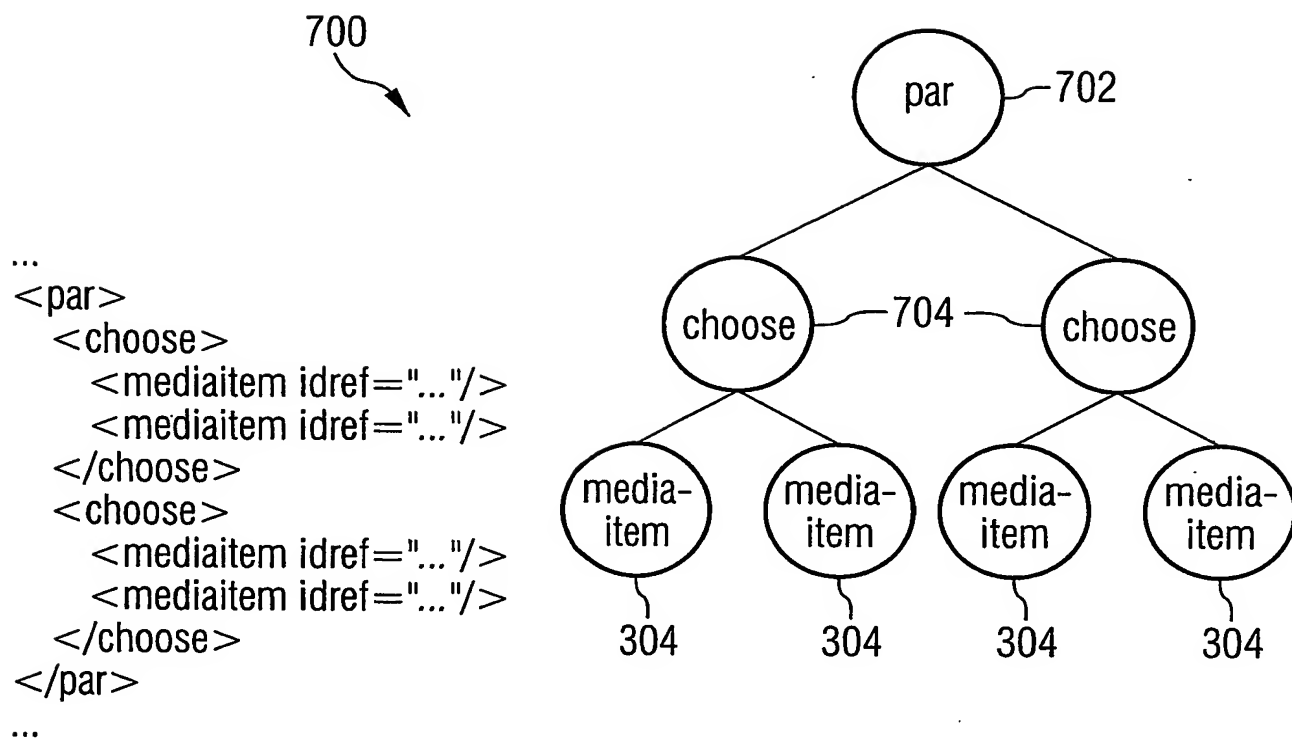 700
...
<par>
<choose>
<mediaitem idref="..."/>
<mediaitem idref="..."/>
</choose>
<choose>
<mediaitem idref="..."/>
<mediaitem idref="..."/>
</choose>
</par>
...
par
702
choose
704
choose
media-
item
media-
item
media-
item
media-
item
304
304
304
304